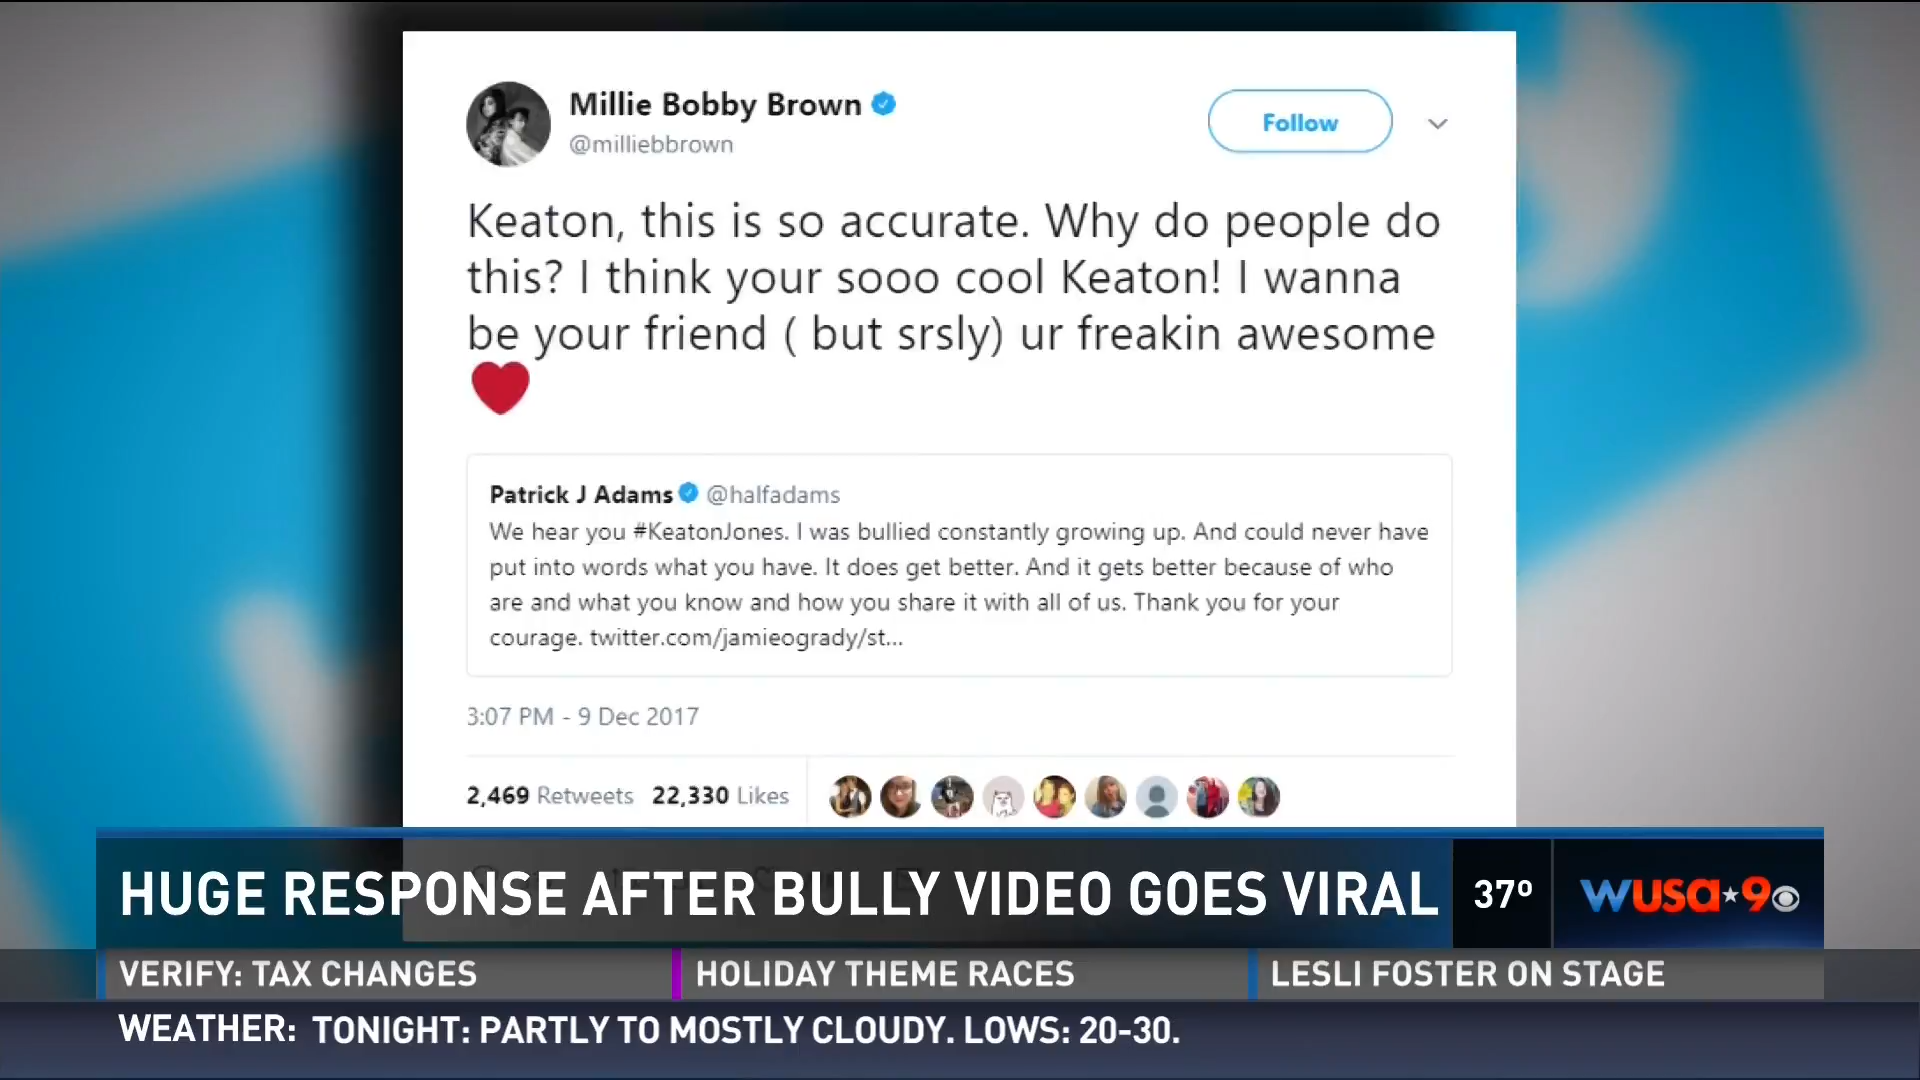 Millie Bobby Brown
@milliebbrown
Follow
Keaton, this is so accurate. Why do people do
this? I think your sooo cool Keaton! I wanna
be your friend ( but srsly) ur freakin awesome
❤
Patrick J Adams @halfadams
We hear you #KeatonJones. I was bullied constantly growing up. And could never have
put into words what you have. It does get better. And it gets better because of who
are and what you know and how you share it with all of us. Thank you for your
courage. twitter.com/jamieogrady/st...
3:07 PM - 9 Dec 2017
2,469 Retweets 22,330 Likes
HUGE RESPONSE AFTER BULLY VIDEO GOES VIRAL
37°
WUSA★9
VERIFY: TAX CHANGES
HOLIDAY THEME RACES
LESLI FOSTER ON STAGE
WEATHER: TONIGHT: PARTLY TO MOSTLY CLOUDY. LOWS: 20-30.